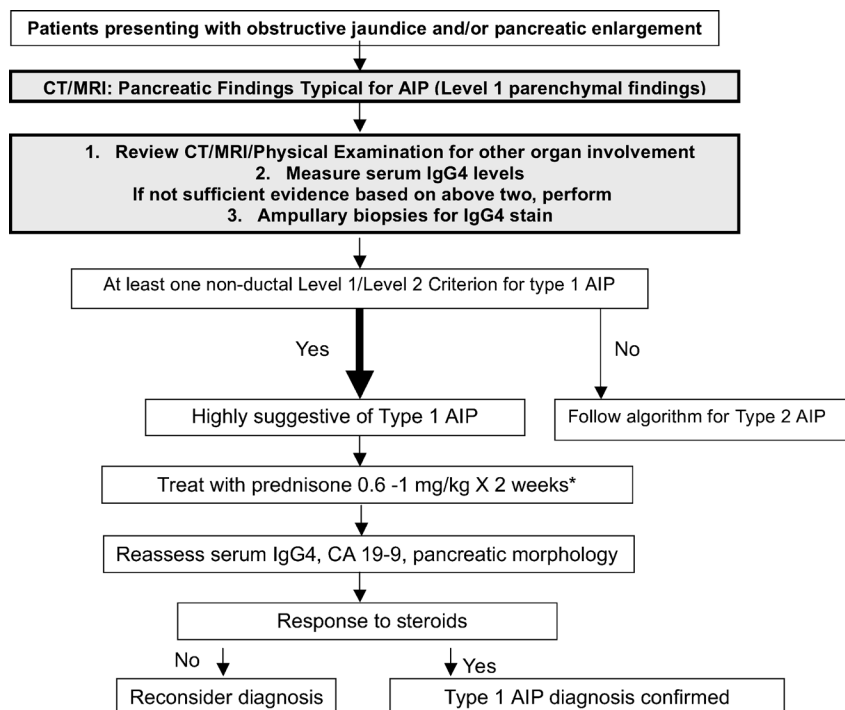 Patients presenting with obstructive jaundice and/or pancreatic enlargement
CT/MRI: Pancreatic Findings Typical for AIP (Level 1 parenchymal findings)
1. Review CT/MRI/Physical Examination for other organ involvement
2. Measure serum IgG4 levels
If not sufficient evidence based on above two, perform
3. Ampullary biopsies for IgG4 stain
At least one non-ductal Level 1/Level 2 Criterion for type 1 AIP
Yes
No
Highly suggestive of Type 1 AIP
Follow algorithm for Type 2 AIP
Treat with prednisone 0.6 -1 mg/kg X 2 weeks*
Reassess serum IgG4, CA 19-9, pancreatic morphology
Response to steroids
No
Yes
Reconsider diagnosis
Type 1 AIP diagnosis confirmed